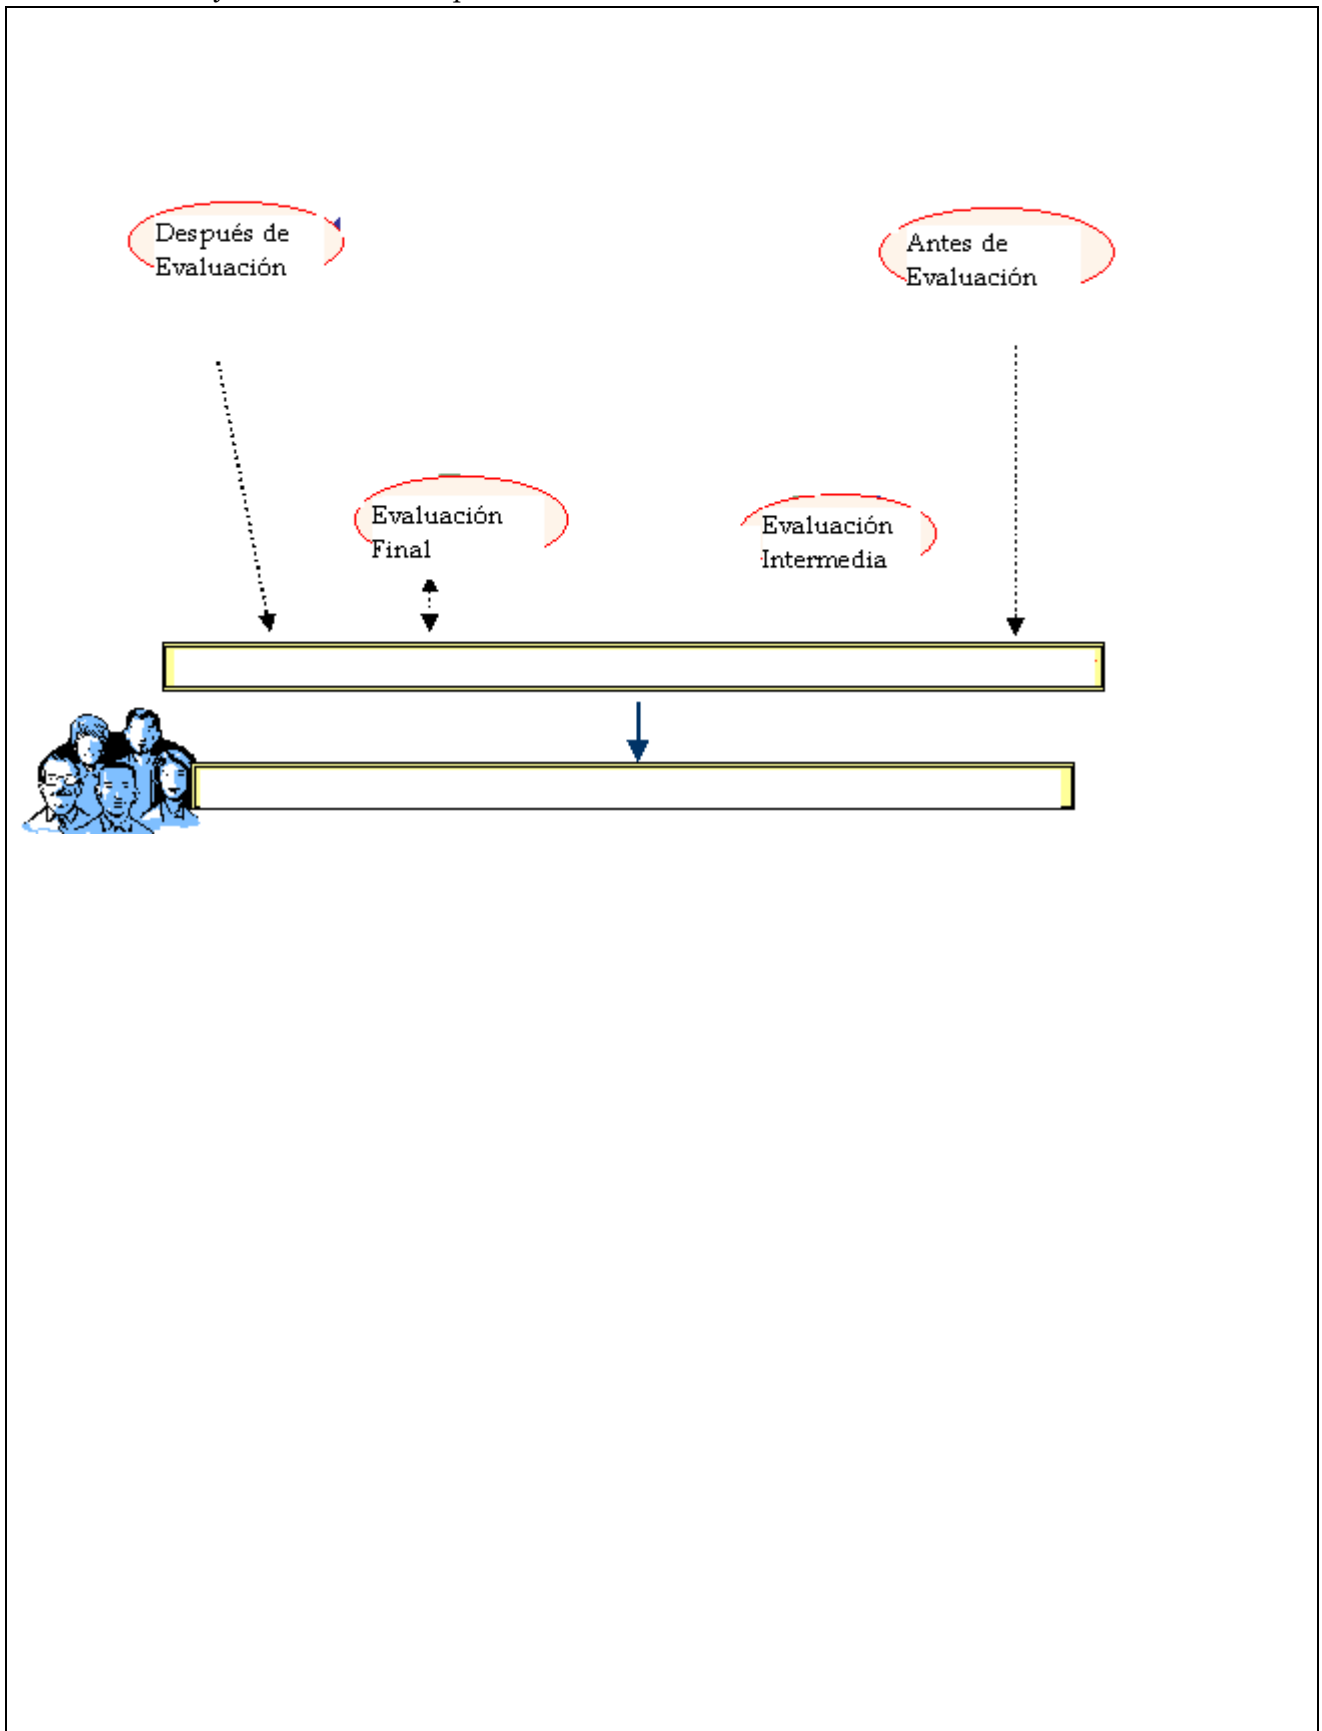 Después de
Evaluación
Antes de
Evaluación
Evaluación
Final
Evaluación
Intermedia